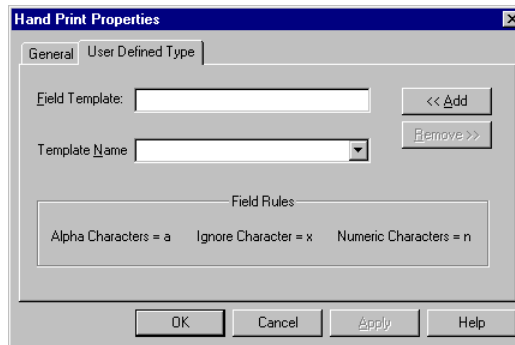 Hand Print Properties
General User Defined Type
Field Template: << Add
Remove >>
Template Name
Field Rules
Alpha Characters = a Ignore Character = x Numeric Characters = n
OK Cancel Apply Help